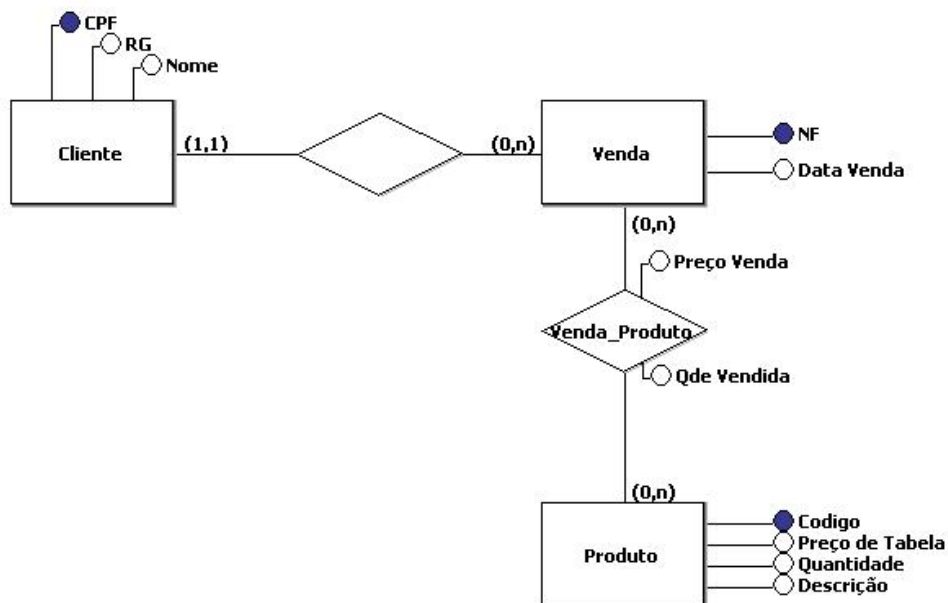 CPF
RG
Nome
Cliente
(1,1)
(0,n)
Venda
NF
Data Venda
(0,n)
Preço Venda
Venda_Produto
Qde Vendida
(0,n)
Produto
Codigo
Preço de Tabela
Quantidade
Descrição